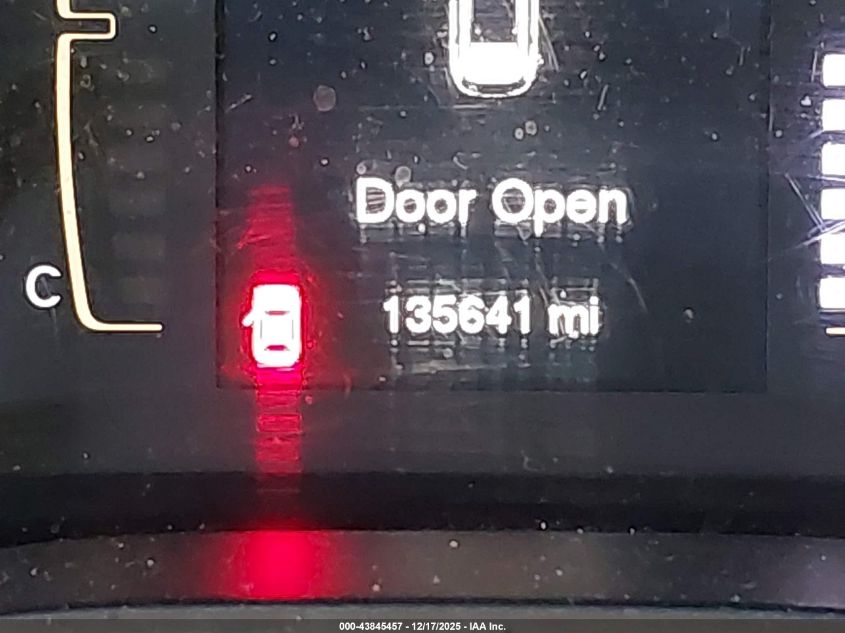 Door Open
C
135641 mi
000-43845457 - 12/17/2025 - IAA Inc.